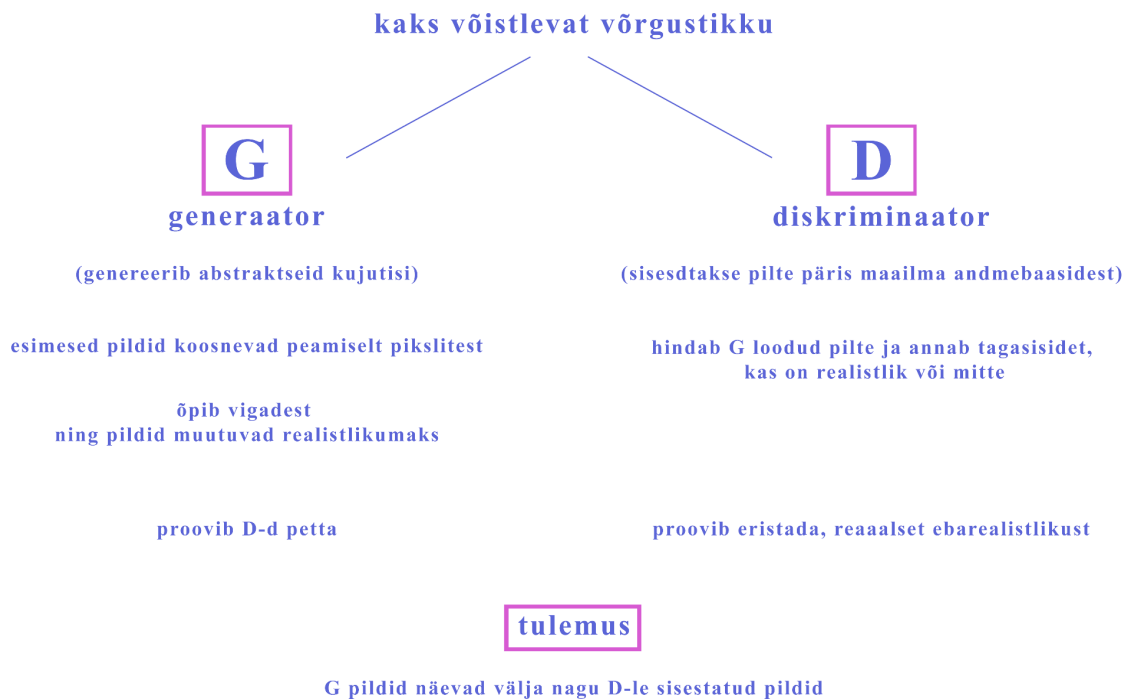 kaks võistlevat võrgustikku
G
generaator
(genereerib abstraktseid kujutisi)
esimesed pildid koosnevad peamiselt pikslitest
õpib vigadest
ning pildid muutuvad realistlikumaks
proovib D-d petta
D
diskriminaator
(sisesdtakse pilte päris maailma andmebaasidest)
hindab G loodud pilte ja annab tagasisidet,
kas on realistlik või mitte
proovib eristada, reaaalset ebarealistlikust
tulemus
G pildid näevad välja nagu D-le sisestatud pildid